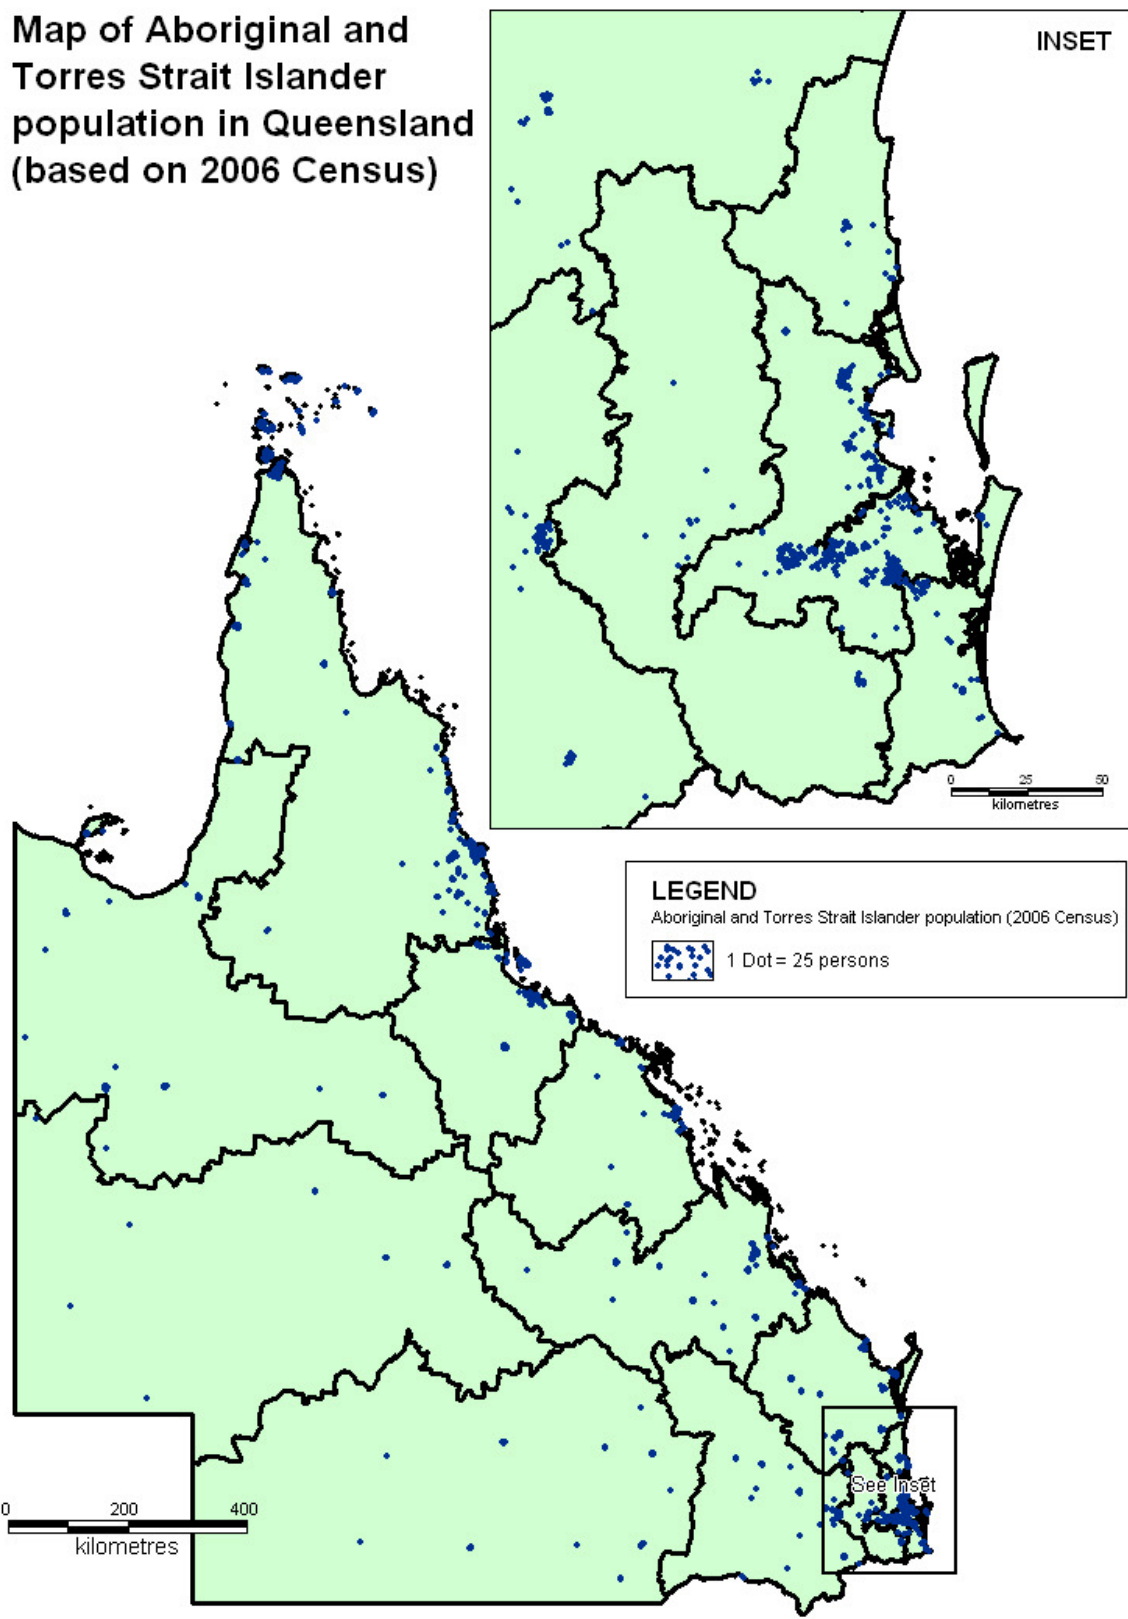 Map of Aboriginal and
Torres Strait Islander
population in Queensland
(based on 2006 Census)
INSET
0 25 50
kilometres
LEGEND
Aboriginal and Torres Strait Islander population (2006 Census)
1 Dot = 25 persons
See Inset
0 200 400
kilometres